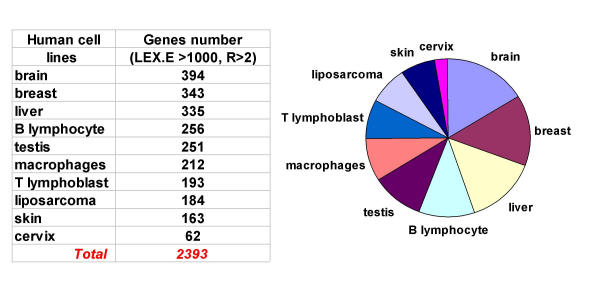 Human cell Genes number
lines (LEX.E >1000, R>2)
brain 394
breast 343
liver 335
B lymphocyte 256
testis 251
macrophages 212
T lymphoblast 193
liposarcoma 184
skin 163
cervix 62
Total 2393
skin cervix
brain
liposarcoma
T lymphoblast
breast
macrophages
liver
testis
B lymphocyte